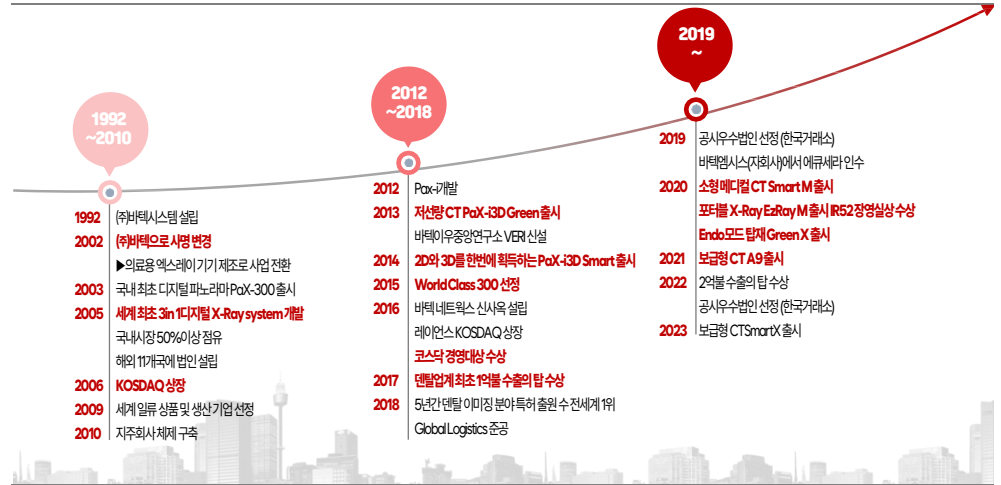 1992
~2010
1992 (주)바텍시스템 설립
2002 (주)바텍으로 사명 변경
▶의료용 엑스레이 기기 제조로 사업 전환
2003 국내 최초 디지털 파노라마 PaX-300 출시
2005 세계 최초 3in 1디지털 X-Ray system 개발
국내시장 50%이상 점유
해외 11개국에 법인 설립
2006 KOSDAQ 상장
2009 세계 일류 상품 및 생산 기업 선정
2010 지주회사 체제 구축
2012
~2018
2012 Pax-i개발
2013 저선량 CT PaX-i3D Green 출시
바텍이우중앙연구소 VERI 신설
2014 2D와 3D를 한번에 획득하는 PaX-i3D Smart 출시
2015 World Class 300 선정
2016 바텍 네트웍스 신사옥 설립
레이언스 KOSDAQ 상장
코스닥 경영대상 수상
2017 덴탈업계 최초 1억불 수출의 탑 수상
2018 5년간 덴탈 이미징 분야 특허 출원 수 전세계 1위
Global Logistics 준공
2019
~
2019 공시우수법인 선정 (한국거래소)
바텍엠시스(자회사)에서 에큐세라 인수
2020 소형 메디컬 CT Smart M 출시
포터블 X-Ray EzRay M 출시 IR52 장영실상 수상
Endo모드 탑재 Green X 출시
2021 보급형 CT A9 출시
2022 2억불 수출의 탑 수상
공시우수법인 선정 (한국거래소)
2023 보급형 CTSmartX 출시